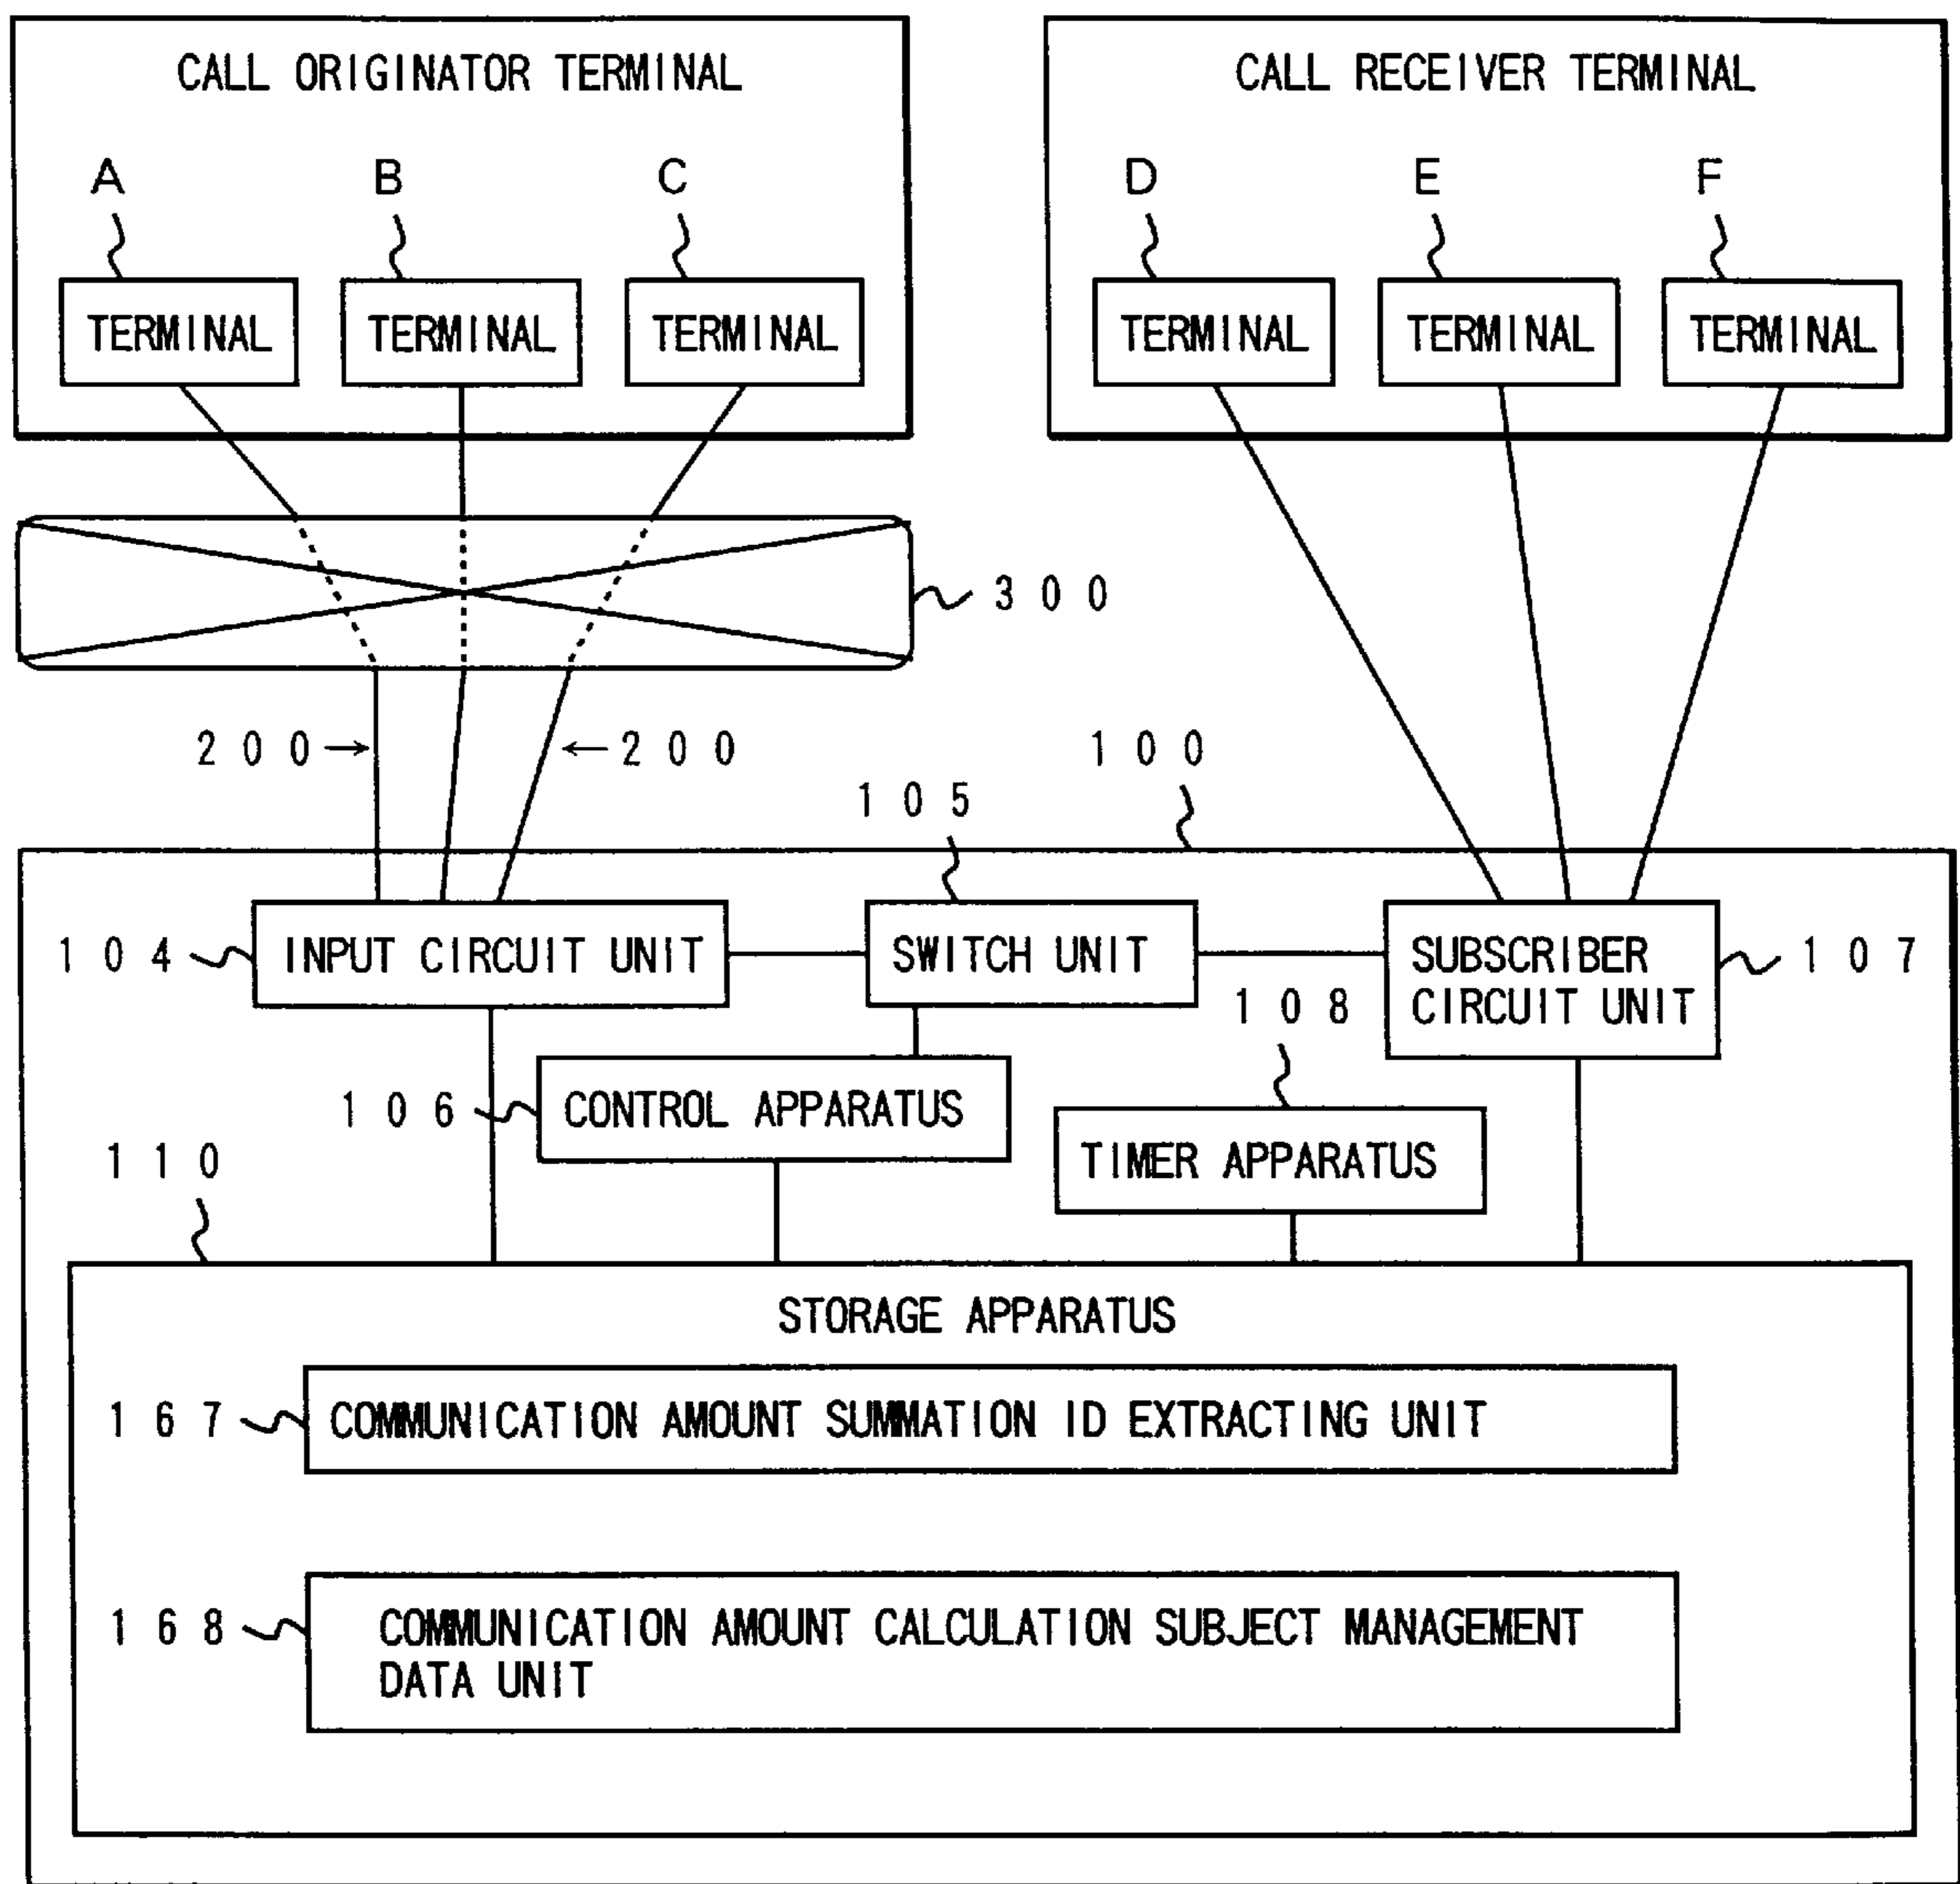 CALL ORIGINATOR TERMINAL
CALL RECEIVER TERMINAL
A
B
C
D
E
F
TERMINAL
TERMINAL
TERMINAL
TERMINAL
TERMINAL
TERMINAL
300
200
200
100
105
104
INPUT CIRCUIT UNIT
SWITCH UNIT
SUBSCRIBER
CIRCUIT UNIT
107
108
106
CONTROL APPARATUS
TIMER APPARATUS
110
STORAGE APPARATUS
167
COMMUNICATION AMOUNT SUMMATION ID EXTRACTING UNIT
168
COMMUNICATION AMOUNT CALCULATION SUBJECT MANAGEMENT
DATA UNIT